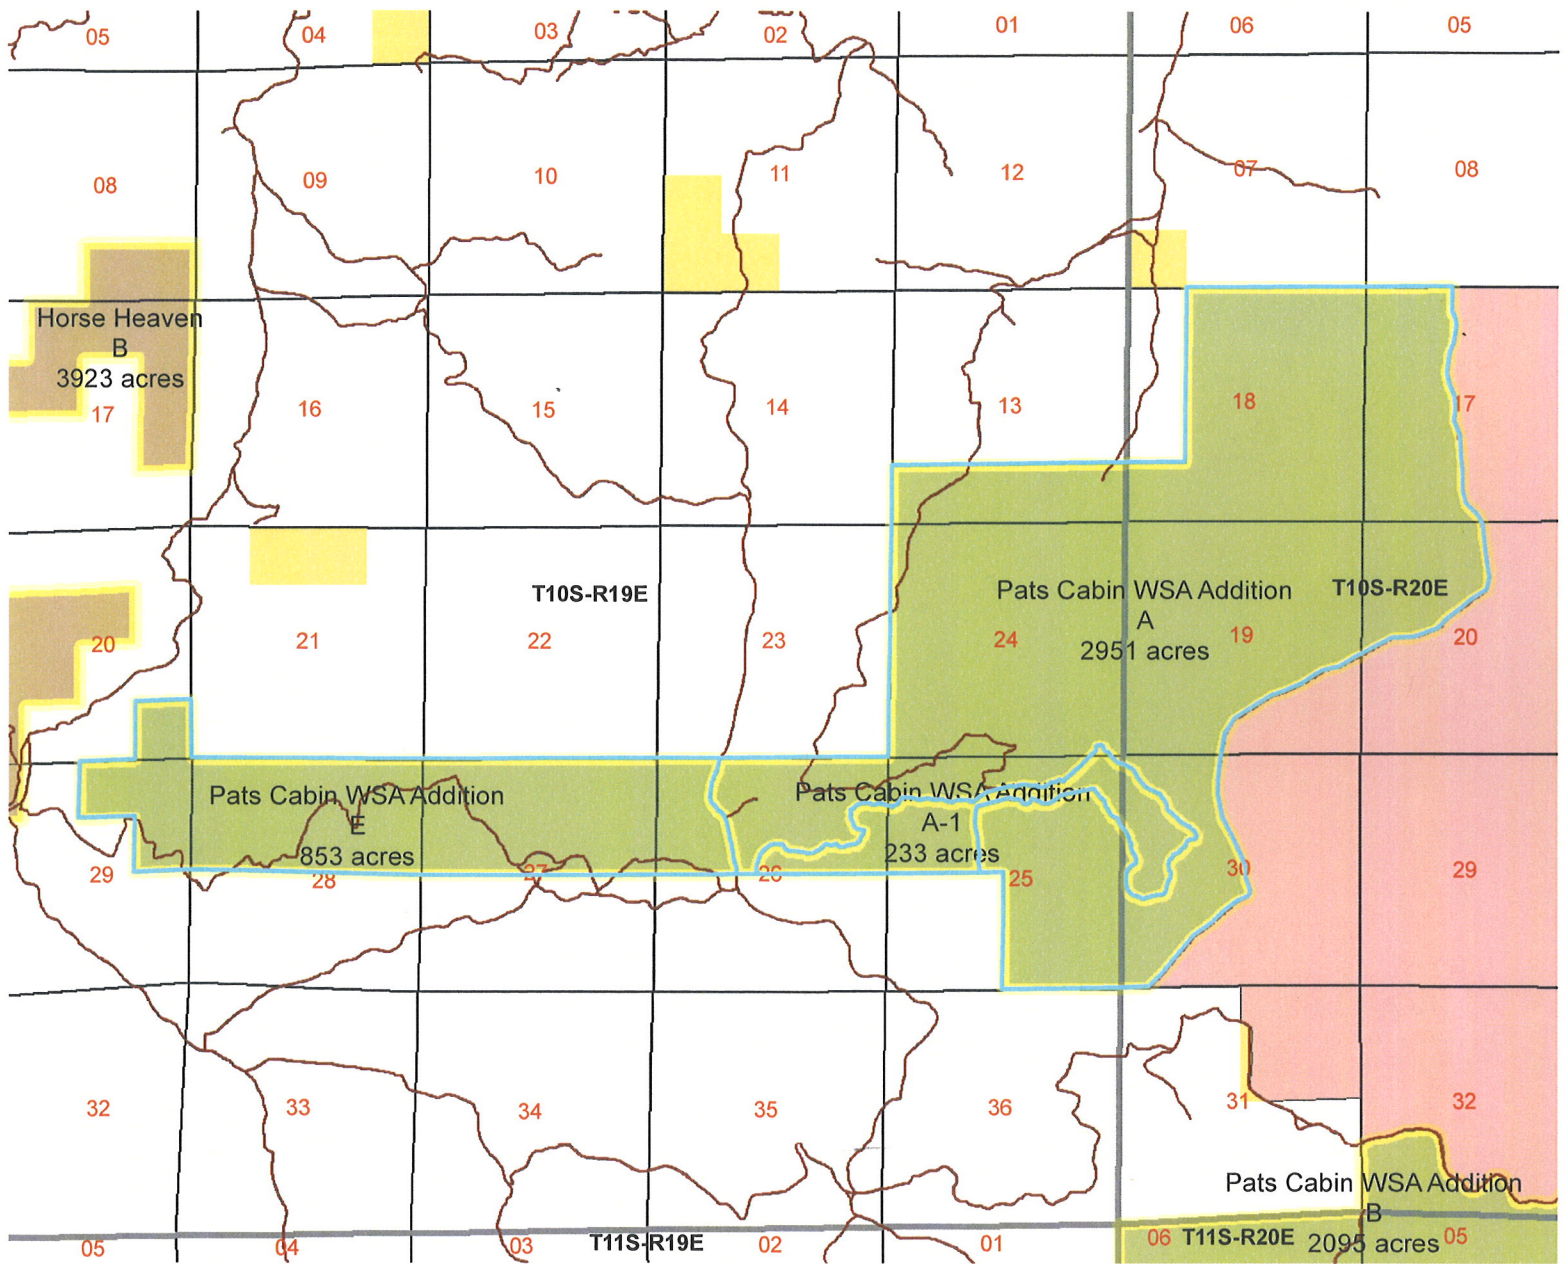 05 04 03 02 01 06 05
08 09 10 11 12 07 08
Horse Heaven
B
3923 acres
17 16 15 14 13 18 17
T10S-R19E
Pats Cabin WSA Addition
A
2951 acres
T10S-R20E
20 21 22 23 24 19 20
Pats Cabin WSA Addition
E
853 acres
Pats Cabin WSA Addition
A-1
233 acres
29 28 27 26 25 30 29
32 33 34 35 36 31 32
Pats Cabin WSA Addition
B
2095 acres
05 04 03 T11S-R19E 02 01 06 T11S-R20E 05